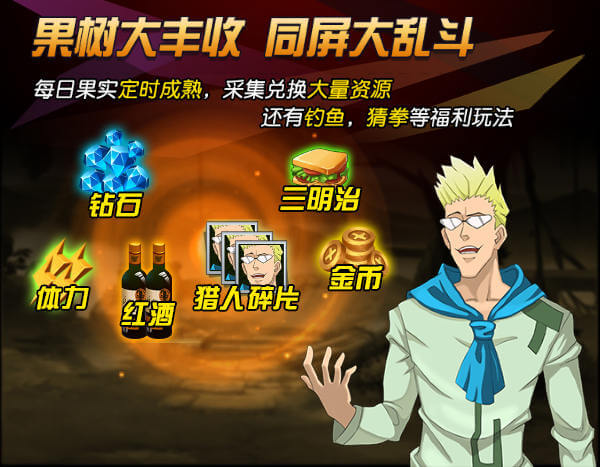 果树大丰收 同屏大乱斗
每日果实定时成熟，采集兑换大量资源
还有钓鱼，猜拳等福利玩法
钻石
三明治
体力
红酒
猎人碎片
金币